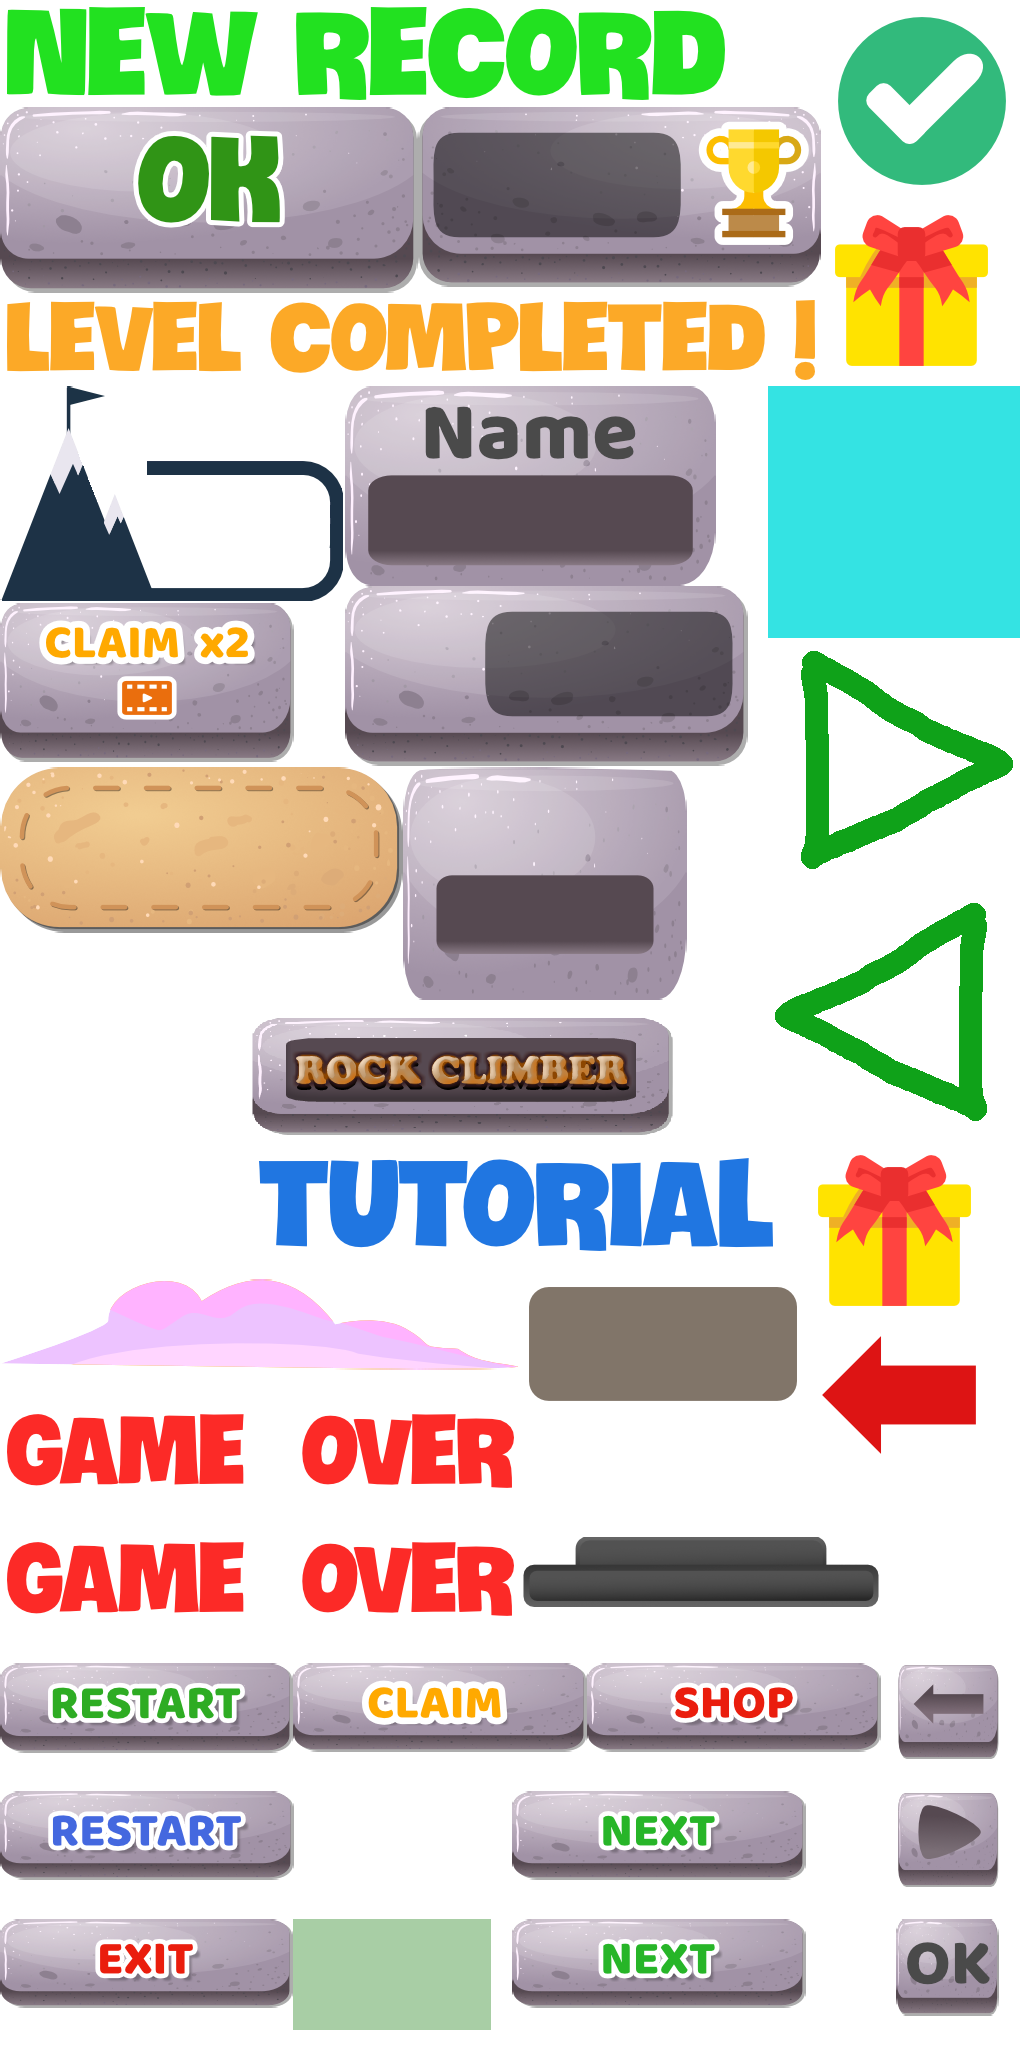 NEW RECORD
OK
LEVEL COMPLETED !
Name
CLAIM x2
ROCK CLIMBER
TUTORIAL
GAME OVER
GAME OVER
RESTART CLAIM SHOP
RESTART NEXT
EXIT NEXT OK